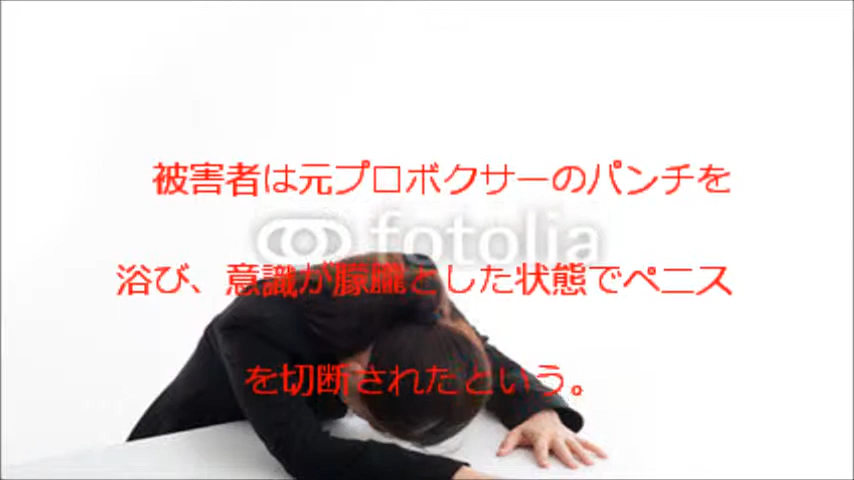 被害者は元プロボクサーのパンチを
fotolia
浴び、意識が朦朧とした状態でペニス
を切断されたという。